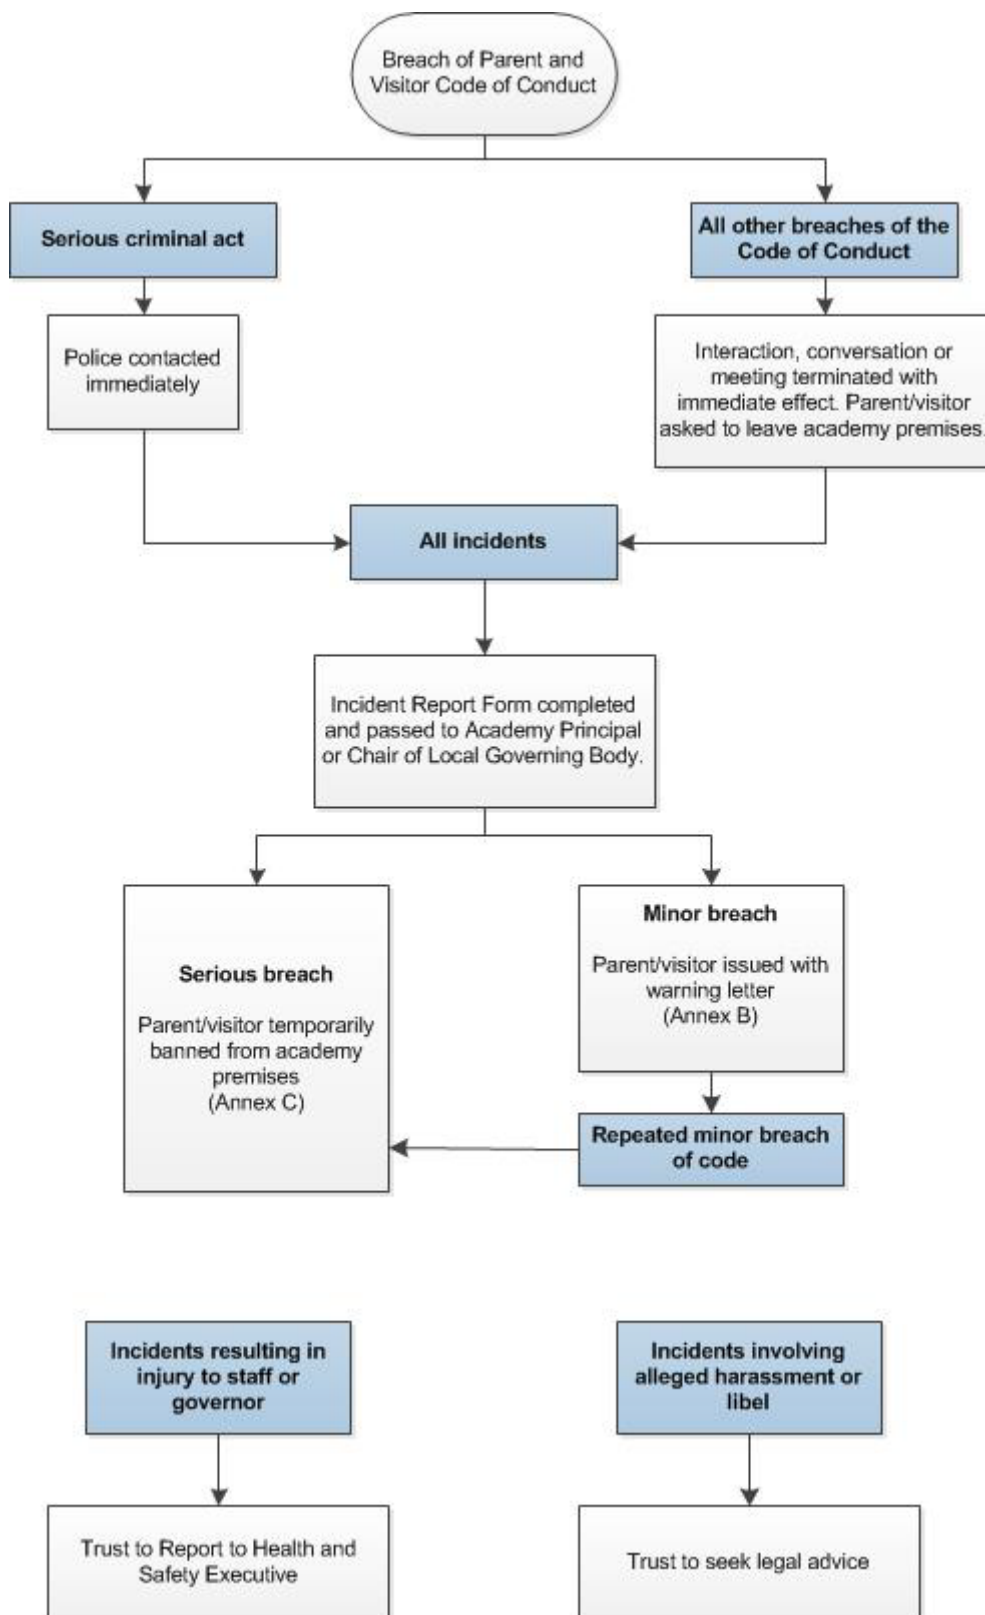 Breach of Parent and
Visitor Code of Conduct
Serious criminal act
All other breaches of the
Code of Conduct
Police contacted
immediately
Interaction, conversation or
meeting terminated with
immediate effect. Parent/visitor
asked to leave academy premises.
All incidents
Incident Report Form completed
and passed to Academy Principal
or Chair of Local Governing Body.
Serious breach
Parent/visitor temporarily
banned from academy
premises
(Annex C)
Minor breach
Parent/visitor issued with
warning letter
(Annex B)
Repeated minor breach
of code
Incidents resulting in
injury to staff or
governor
Incidents involving
alleged harassment or
libel
Trust to Report to Health and
Safety Executive
Trust to seek legal advice